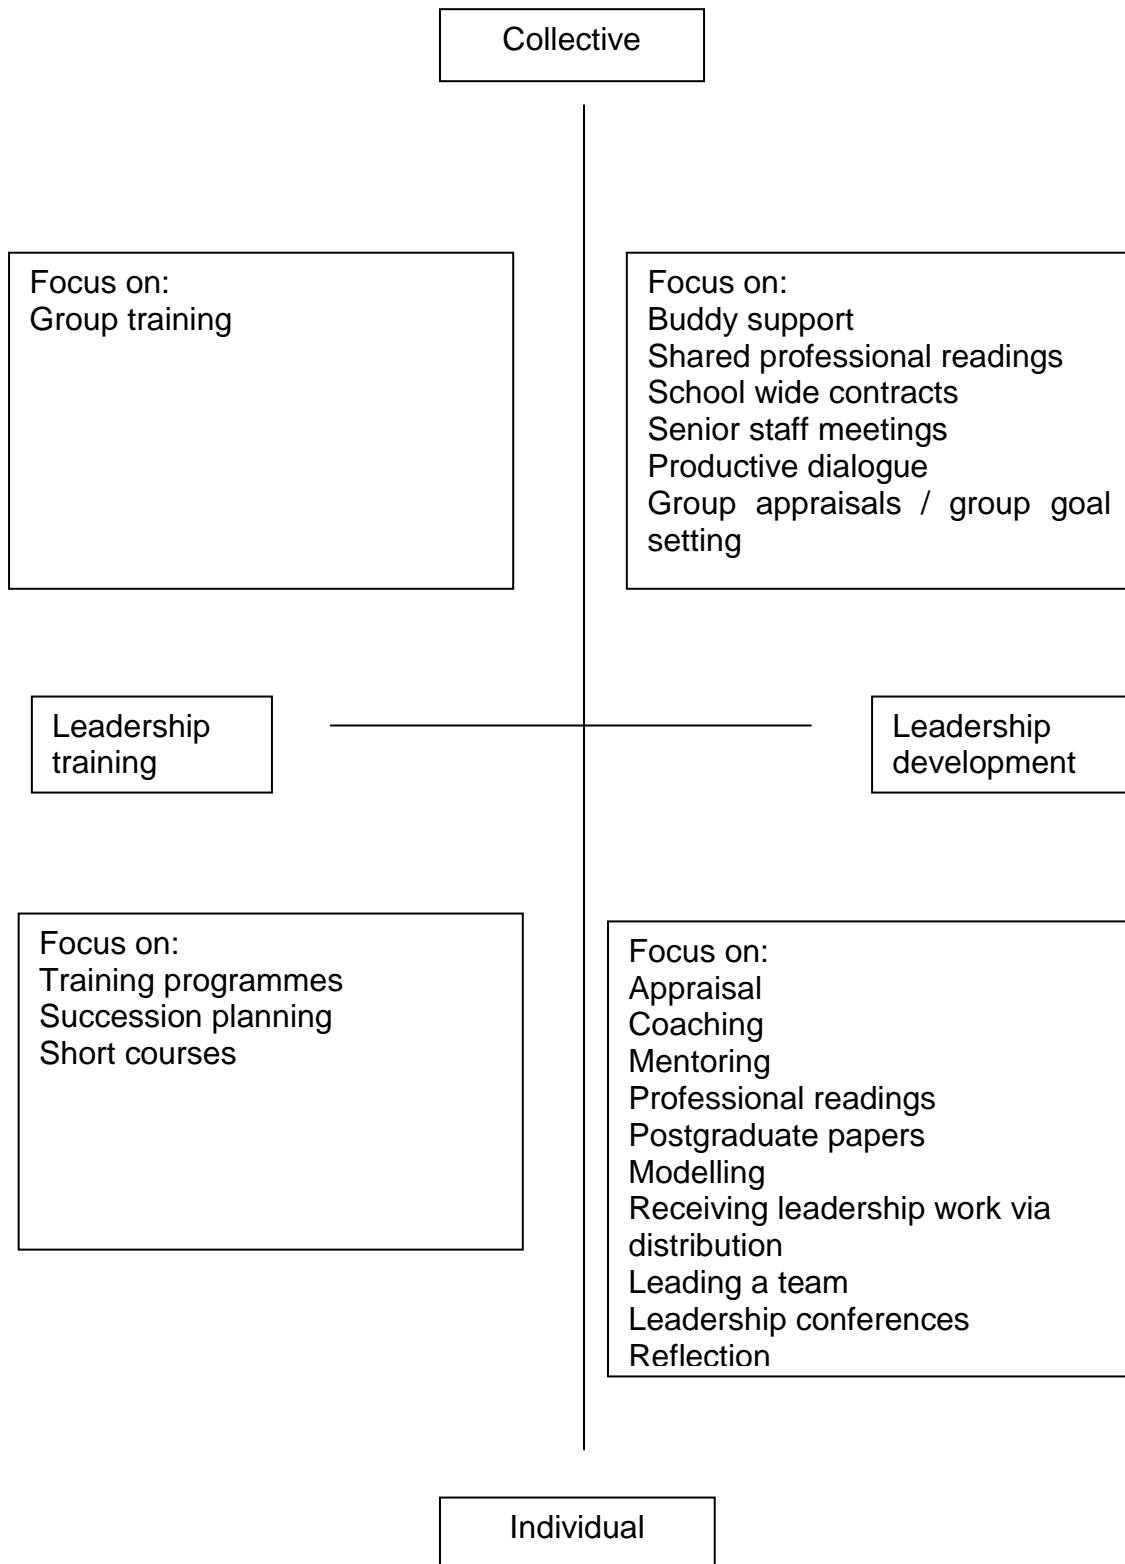 Collective
Focus on:
Group training
Focus on:
Buddy support
Shared professional readings
School wide contracts
Senior staff meetings
Productive dialogue
Group appraisals / group goal
setting
Leadership
training
Leadership
development
Focus on:
Training programmes
Succession planning
Short courses
Focus on:
Appraisal
Coaching
Mentoring
Professional readings
Postgraduate papers
Modelling
Receiving leadership work via
distribution
Leading a team
Leadership conferences
Reflection
Individual